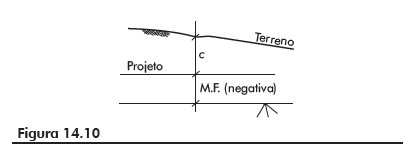 Terreno
c
Projeto
M.F. (negativa)
Figura 14.10